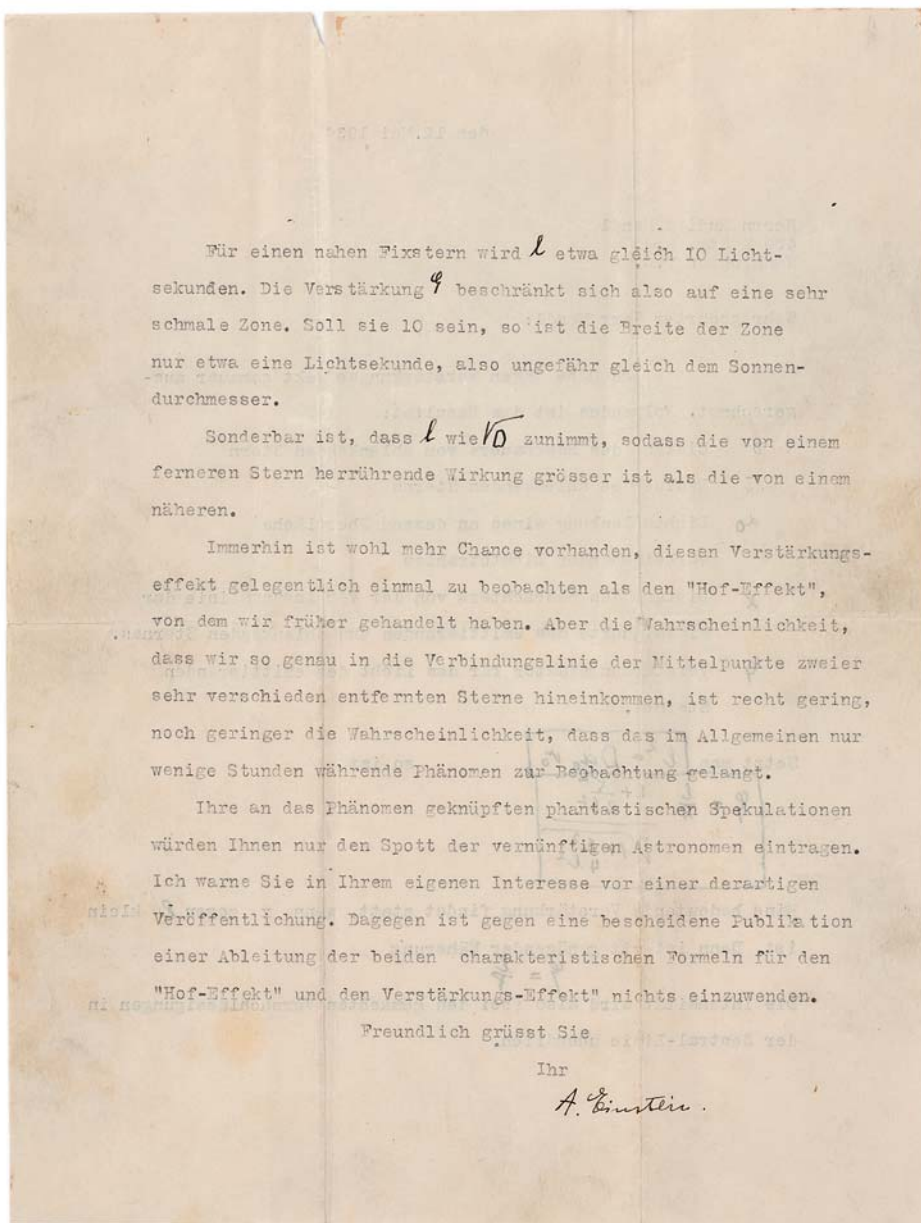 Für einen nahen Fixstern wird l etwa gleich 10 Licht-
sekunden. Die Verstärkung φ beschränkt sich also auf eine sehr
schmale Zone. Soll sie 10 sein, so ist die Breite der Zone
nur etwa eine Lichtsekunde, also ungefähr gleich dem Sonnen-
durchmesser.
Sonderbar ist, dass l wie √D zunimmt, sodass die von einem
ferneren Stern herrührende Wirkung grösser ist als die von einem
näheren.
Immerhin ist wohl mehr Chance vorhanden, diesen Verstärkungs-
effekt gelegentlich einmal zu beobachten als den "Hof-Effekt",
von dem wir früher gehandelt haben. Aber die Wahrscheinlichkeit,
dass wir so genau in die Verbindungslinie der Mittelpunkte zweier
sehr verschieden entfernten Sterne hineinkommen, ist recht gering,
noch geringer die Wahrscheinlichkeit, dass das im Allgemeinen nur
wenige Stunden währende Phänomen zur Beobachtung gelangt.
Ihre an das Phänomen geknüpften phantastischen Spekulationen
würden Ihnen nur den Spott der vernünftigen Astronomen eintragen.
Ich warne Sie in Ihrem eigenen Interesse vor einer derartigen
Veröffentlichung. Dagegen ist gegen eine bescheidene Publikation
einer Ableitung der beiden charakteristischen Formeln für den
"Hof-Effekt" und den Verstärkungs-Effekt" nichts einzuwenden.
Freundlich grüsst Sie
Ihr
A. Einstein.